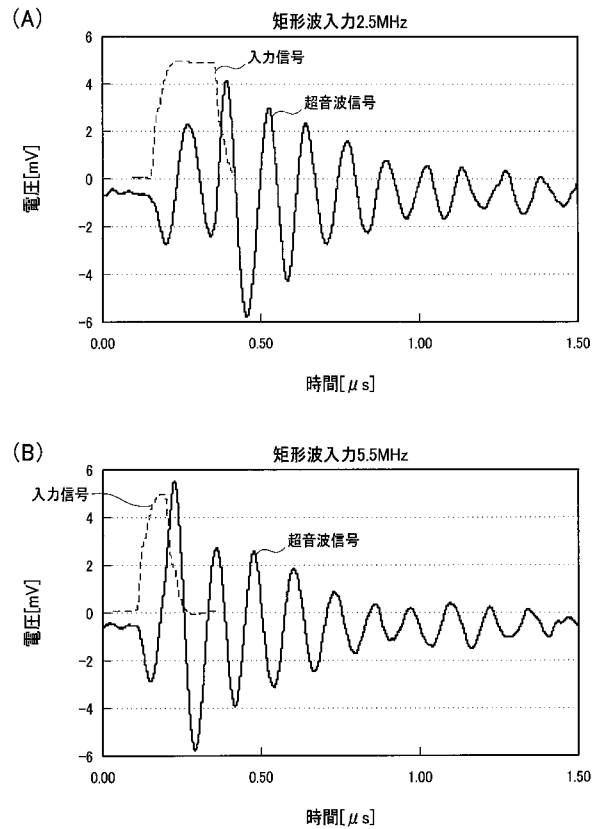 (A)
矩形波入力2.5MHz
入力信号
超音波信号
電圧[mV]
6
4
2
0
-2
-4
-6
0.00
0.50
1.00
1.50
時間[μs]
(B)
矩形波入力5.5MHz
入力信号
超音波信号
電圧[mV]
6
4
2
0
-2
-4
-6
0.00
0.50
1.00
1.50
時間[μs]